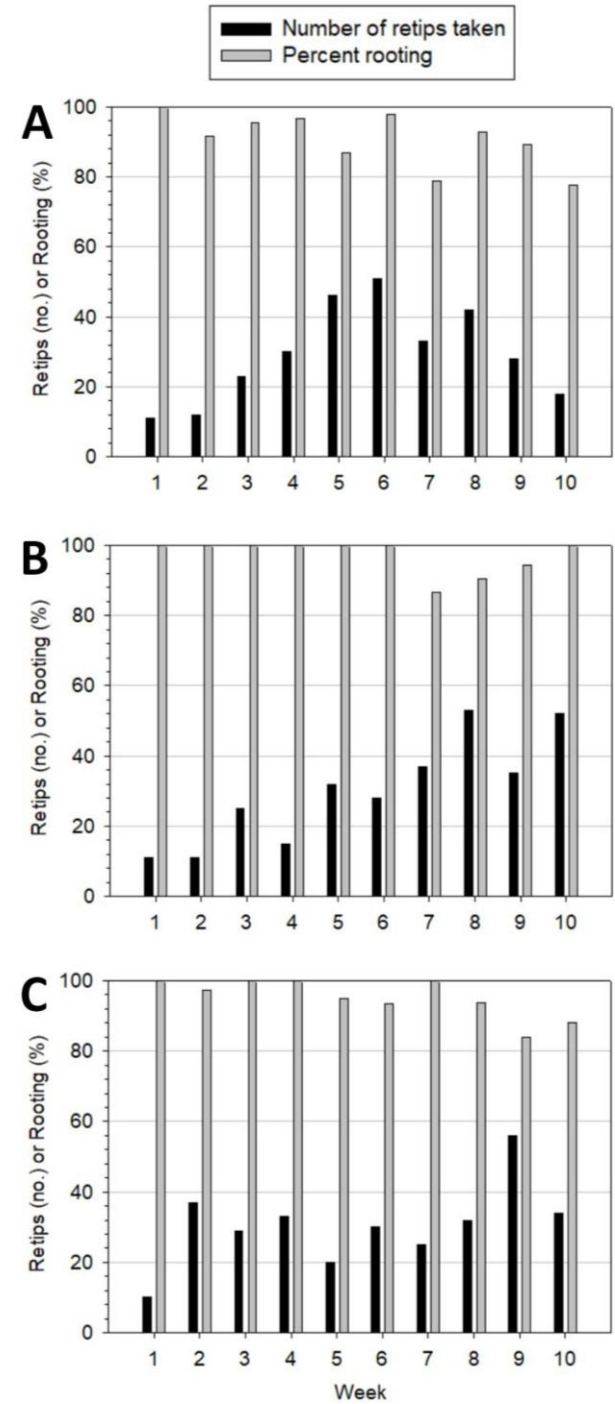 Number of retips taken
Percent rooting
A
Retips (no.) or Rooting (%)
100
80
60
40
20
0
1 2 3 4 5 6 7 8 9 10
B
Retips (no.) or Rooting (%)
100
80
60
40
20
0
1 2 3 4 5 6 7 8 9 10
C
Retips (no.) or Rooting (%)
100
80
60
40
20
0
1 2 3 4 5 6 7 8 9 10
Week